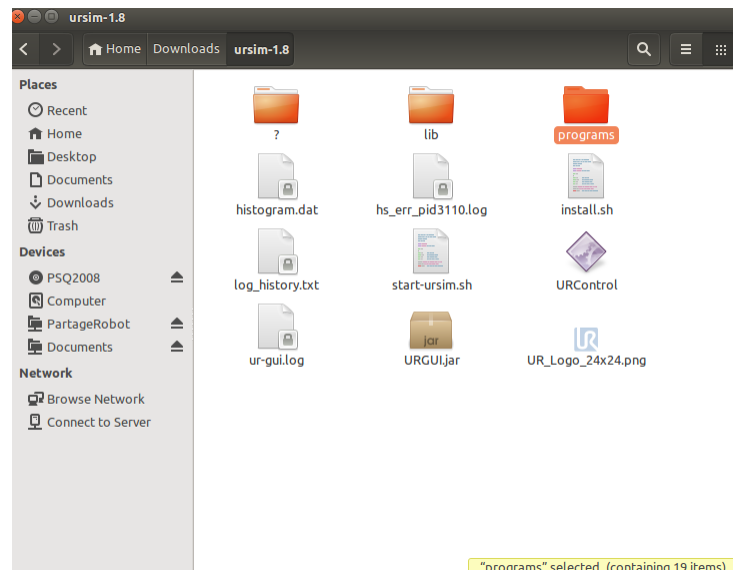 ursim-1.8
Home Downloads ursim-1.8
Places
Recent
Home
Desktop
Documents
Downloads
Trash
Devices
PSQ2008
Computer
PartageRobot
Documents
Network
Browse Network
Connect to Server
? lib programs
histogram.dat hs_err_pid3110.log install.sh
log_history.txt start-ursim.sh URControl
jar
ur-gui.log URGUI.jar UR_Logo_24x24.png
UR
"programs" selected (containing 19 items)